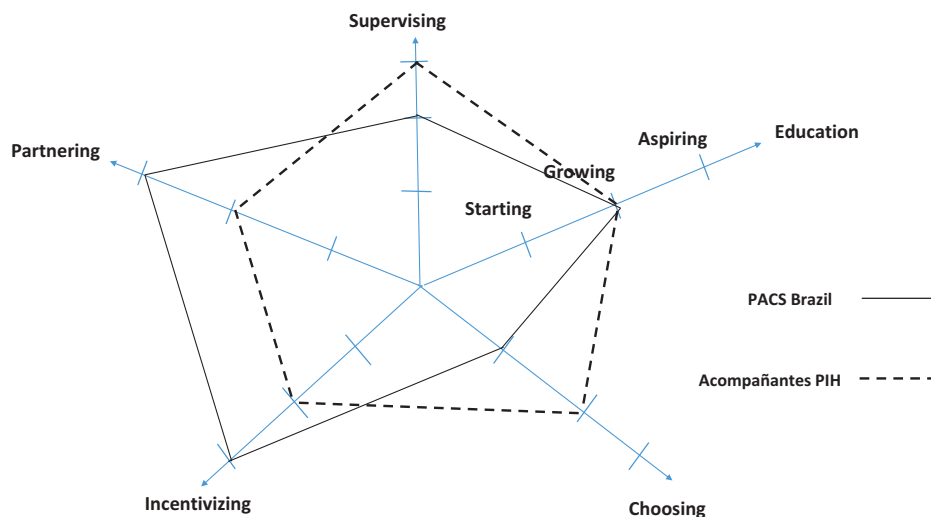 Supervising
Education
Aspiring
Partnering
Growing
Starting
PACS Brazil
Acompañantes PIH
Incentivizing
Choosing